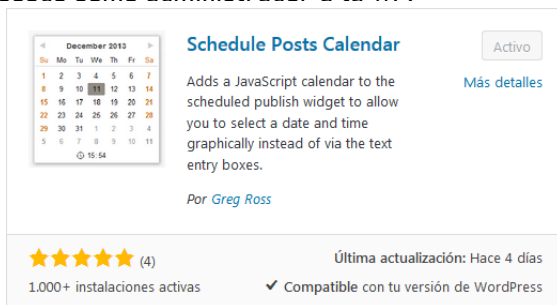 December 2013
Su Mo Tu We Th Fr Sa
1 2 3 4 5 6 7
8 9 10 11 12 13 14
15 16 17 18 19 20 21
22 23 24 25 26 27 28
29 30 31 1 2 3 4
5 6 7 8 9 10 11
15:54
Schedule Posts Calendar
Activo
Más detalles
Adds a JavaScript calendar to the
scheduled publish widget to allow
you to select a date and time
graphically instead of via the text
entry boxes.
Por Greg Ross
(4)
1.000+ instalaciones activas
Última actualización: Hace 4 días
Compatible con tu versión de WordPress